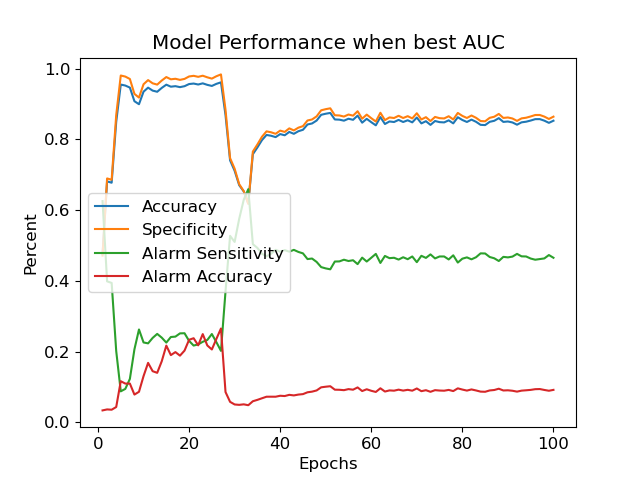 Model Performance when best AUC
1.0
0.8
0.6
0.4
0.2
0.0
Percent
Accuracy
Specificity
Alarm Sensitivity
Alarm Accuracy
0 20 40 60 80 100
Epochs